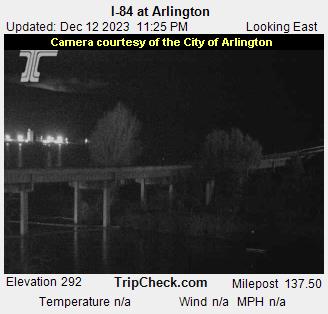 I-84 at Arlington
Updated: Dec 12 2023 11:25 PM Looking East
Camera courtesy of the City of Arlington
Elevation 292 TripCheck.com Milepost 137.50
Temperature n/a Wind n/a MPH n/a